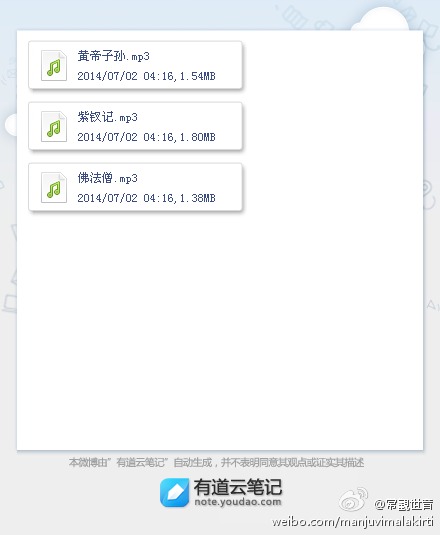 黄帝子孙.mp3
2014/07/02 04:16,1.54MB
紫钗记.mp3
2014/07/02 04:16,1.80MB
佛法僧.mp3
2014/07/02 04:16,1.38MB
本微博由"有道云笔记"自动生成，并不表明同意其观点或证实其描述
有道云笔记
note.youdao.com
@常觐世音
weibo.com/manjuvimalakirti